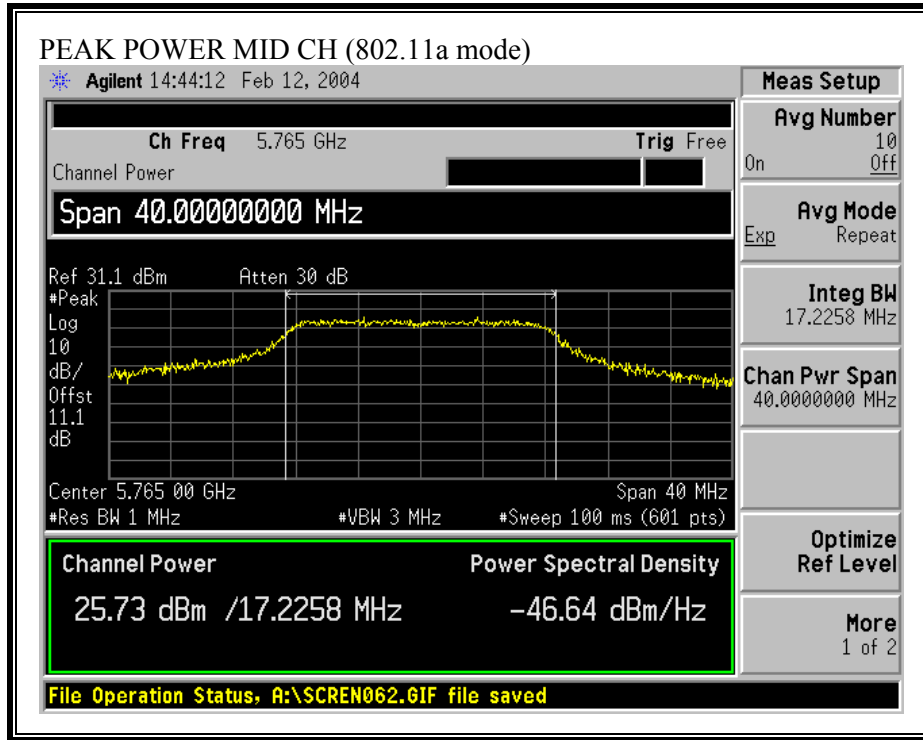 PEAK POWER MID CH (802.11a mode)
Agilent 14:44:12 Feb 12, 2004
Meas Setup
Ch Freq 5.765 GHz Trig Free
Channel Power
Span 40.00000000 MHz
Ref 31.1 dBm Atten 30 dB
#Peak
Log
10
dB/
Offst
11.1
dB
Center 5.765 00 GHz Span 40 MHz
#Res BW 1 MHz #VBW 3 MHz #Sweep 100 ms (601 pts)
Channel Power Power Spectral Density
25.73 dBm /17.2258 MHz -46.64 dBm/Hz
File Operation Status, A:\SCREN062.GIF file saved
Avg Number
10
On Off
Avg Mode
Exp Repeat
Integ BW
17.2258 MHz
Chan Pwr Span
40.0000000 MHz
Optimize
Ref Level
More
1 of 2